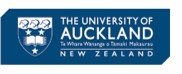 THE UNIVERSITY OF
AUCKLAND
Te Whare Wānanga o Tāmaki Makaurau
NEW ZEALAND